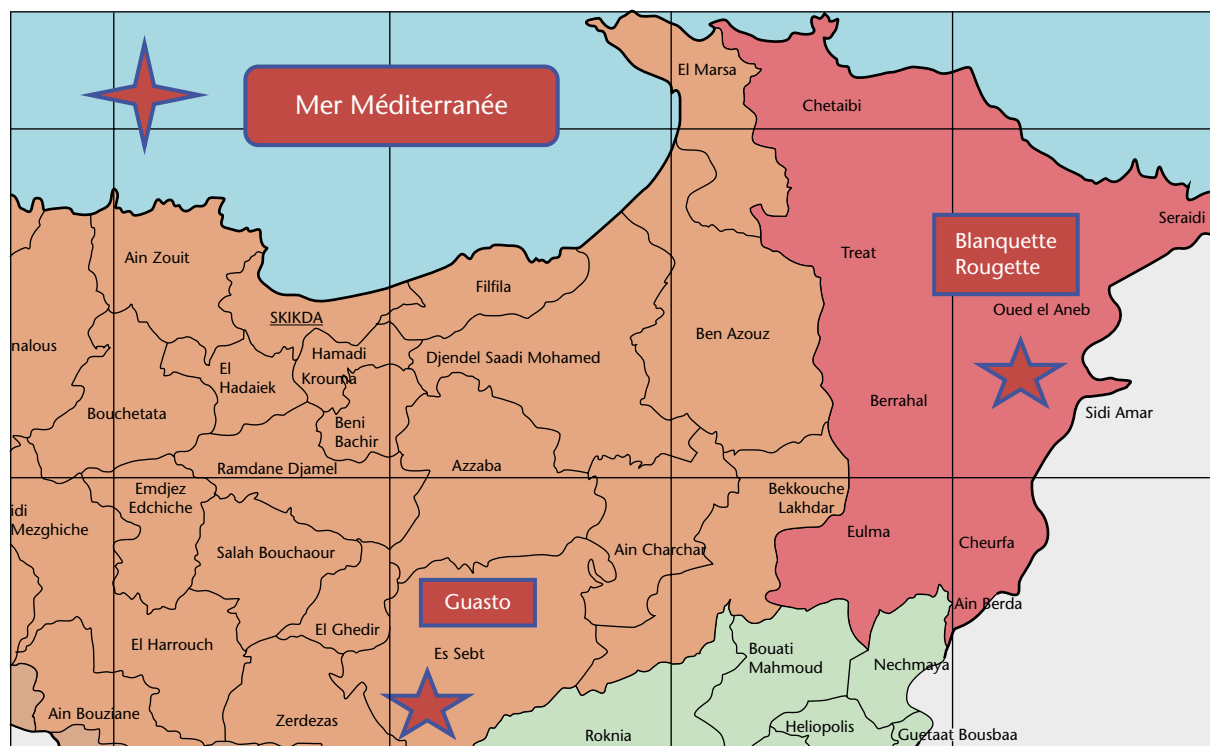 El Marsa
Mer Méditerranée
Chetaibi
Seraidi
Blanquette
Rougette
Treat
Ain Zouit
Filfila
Oued el Aneb
SKIKDA
Ben Azouz
nalous
Hamadi
Krouma
Djendel Saadi Mohamed
El
Hadaiek
Berrahal
Sidi Amar
Bouchetata
Beni
Bachir
Ramdane Djamel
Azzaba
Emdjez
Edchiche
Bekkouche
Lakhdar
idi
Mezghiche
Eulma
Cheurfa
Salah Bouchaour
Ain Charchar
Guasto
Ain Berda
El Ghedir
El Harrouch
Es Sebt
Bouati
Mahmoud
Nechmaya
Ain Bouziane
Zerdezas
Heliopolis
Roknia
Guetaat Bousbaa